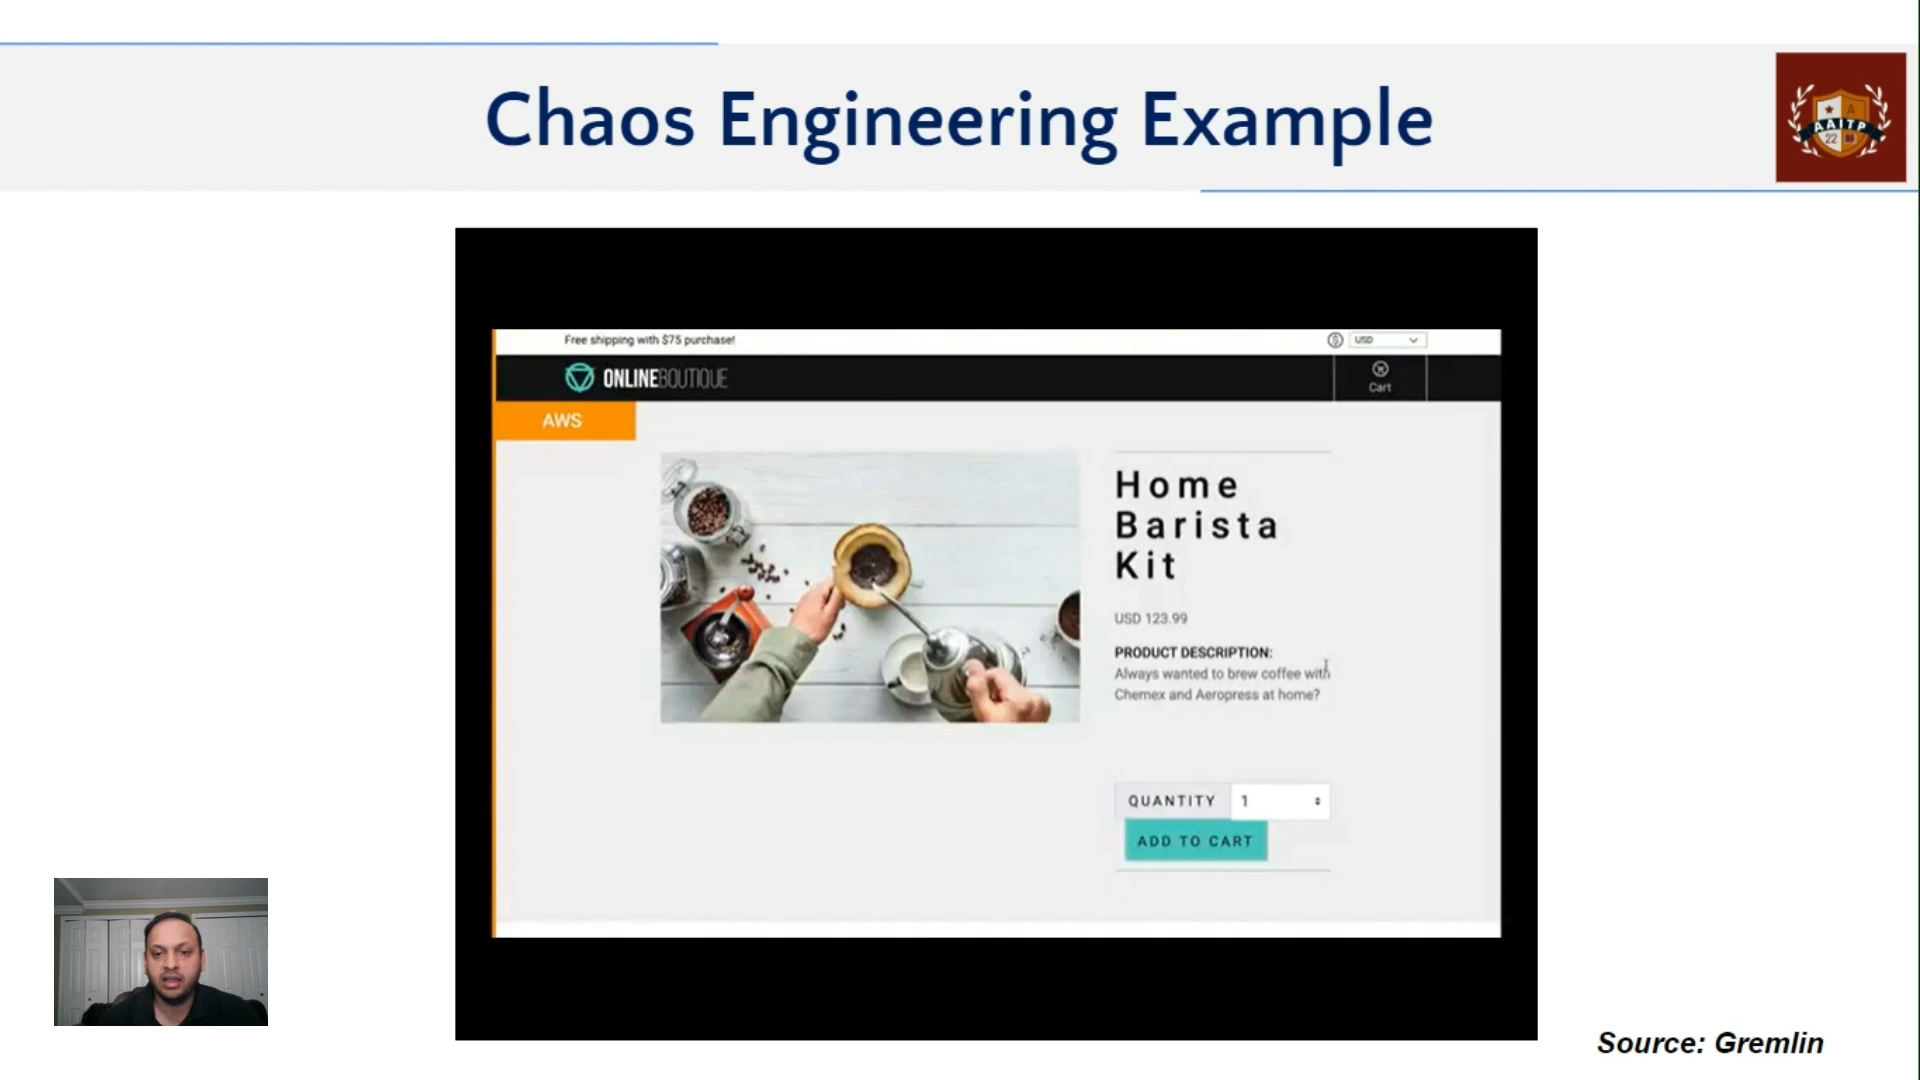 Chaos Engineering Example
AAITP
22
Free shipping with $75 purchase!
USD
ONLINEBOUTIQUE
Cart
AWS
Home
Barista
Kit
USD 123.99
PRODUCT DESCRIPTION:
Always wanted to brew coffee with
Chemex and Aeropress at home?
QUANTITY 1
ADD TO CART
Source: Gremlin